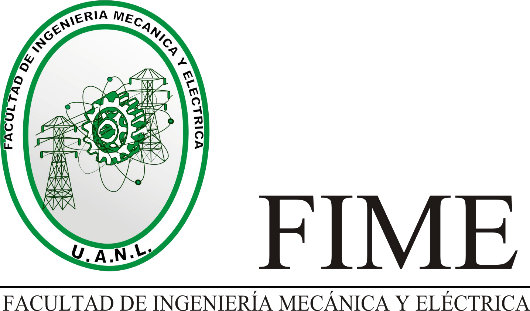 FACULTAD DE INGENIERIA MECANICA Y ELECTRICA
U.A.N.L.
FIME
FACULTAD DE INGENIERÍA MECÁNICA Y ELÉCTRICA